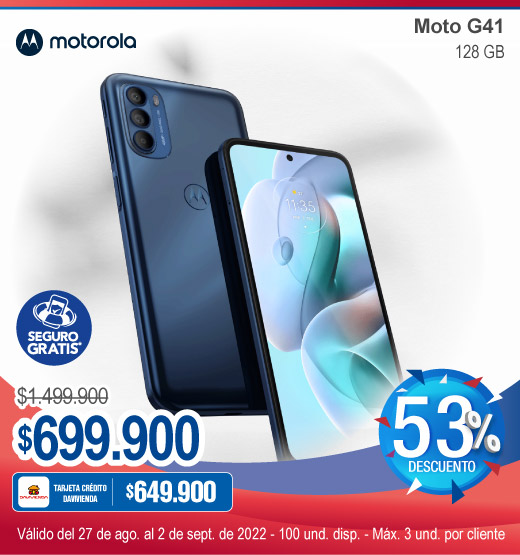 motorola
Moto G41
128 GB
11:35
SEGURO
GRATIS*
$1.499.900
$699.900
53%
DESCUENTO
DAVIVIENDA
TARJETA CRÉDITO
DAVIVIENDA
$649.900
Válido del 27 de ago. al 2 de sept. de 2022 - 100 und. disp. - Máx. 3 und. por cliente